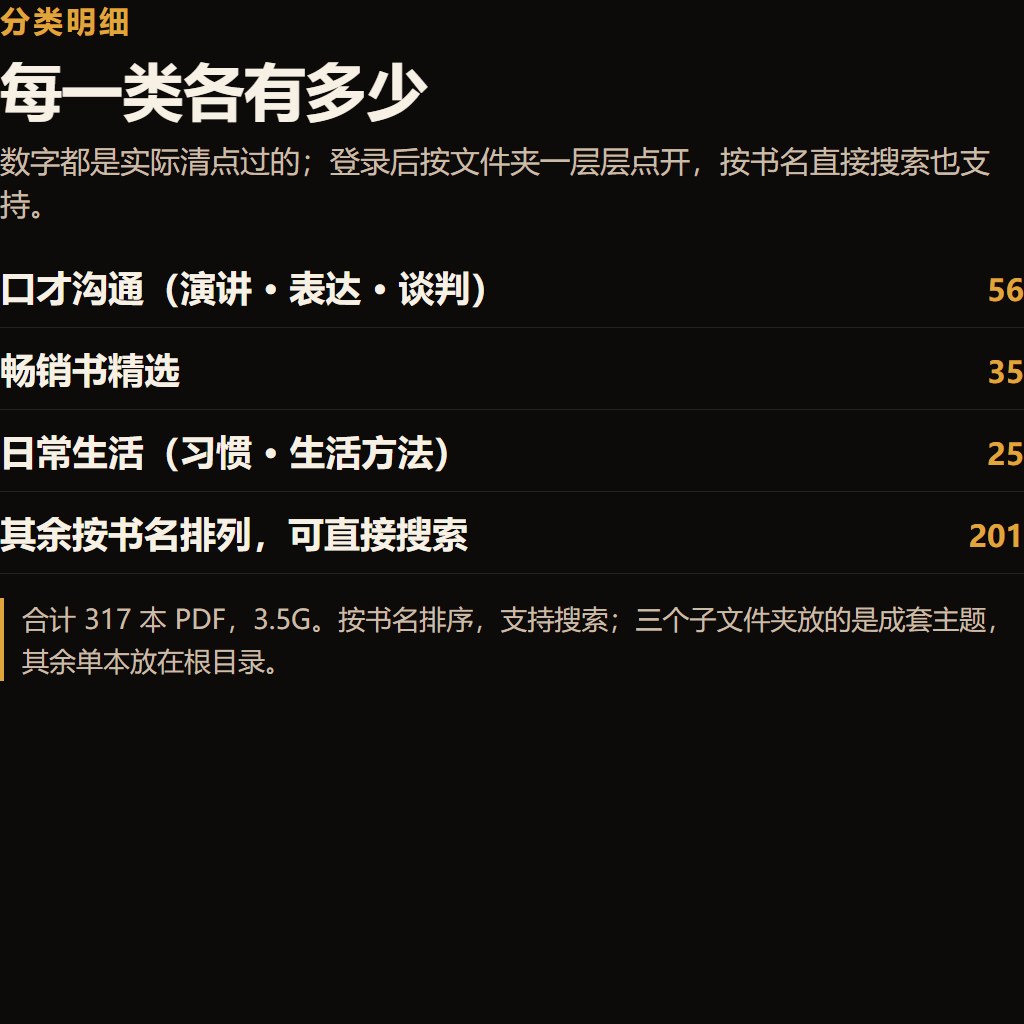 分类明细
每一类各有多少
数字都是实际清点过的；登录后按文件夹一层层点开，按书名直接搜索也支
持。
口才沟通（演讲·表达·谈判） 56
畅销书精选 35
日常生活（习惯·生活方法） 25
其余按书名排列，可直接搜索 201
合计 317 本 PDF，3.5G。按书名排序，支持搜索；三个子文件夹放的是成套主题，
其余单本放在根目录。